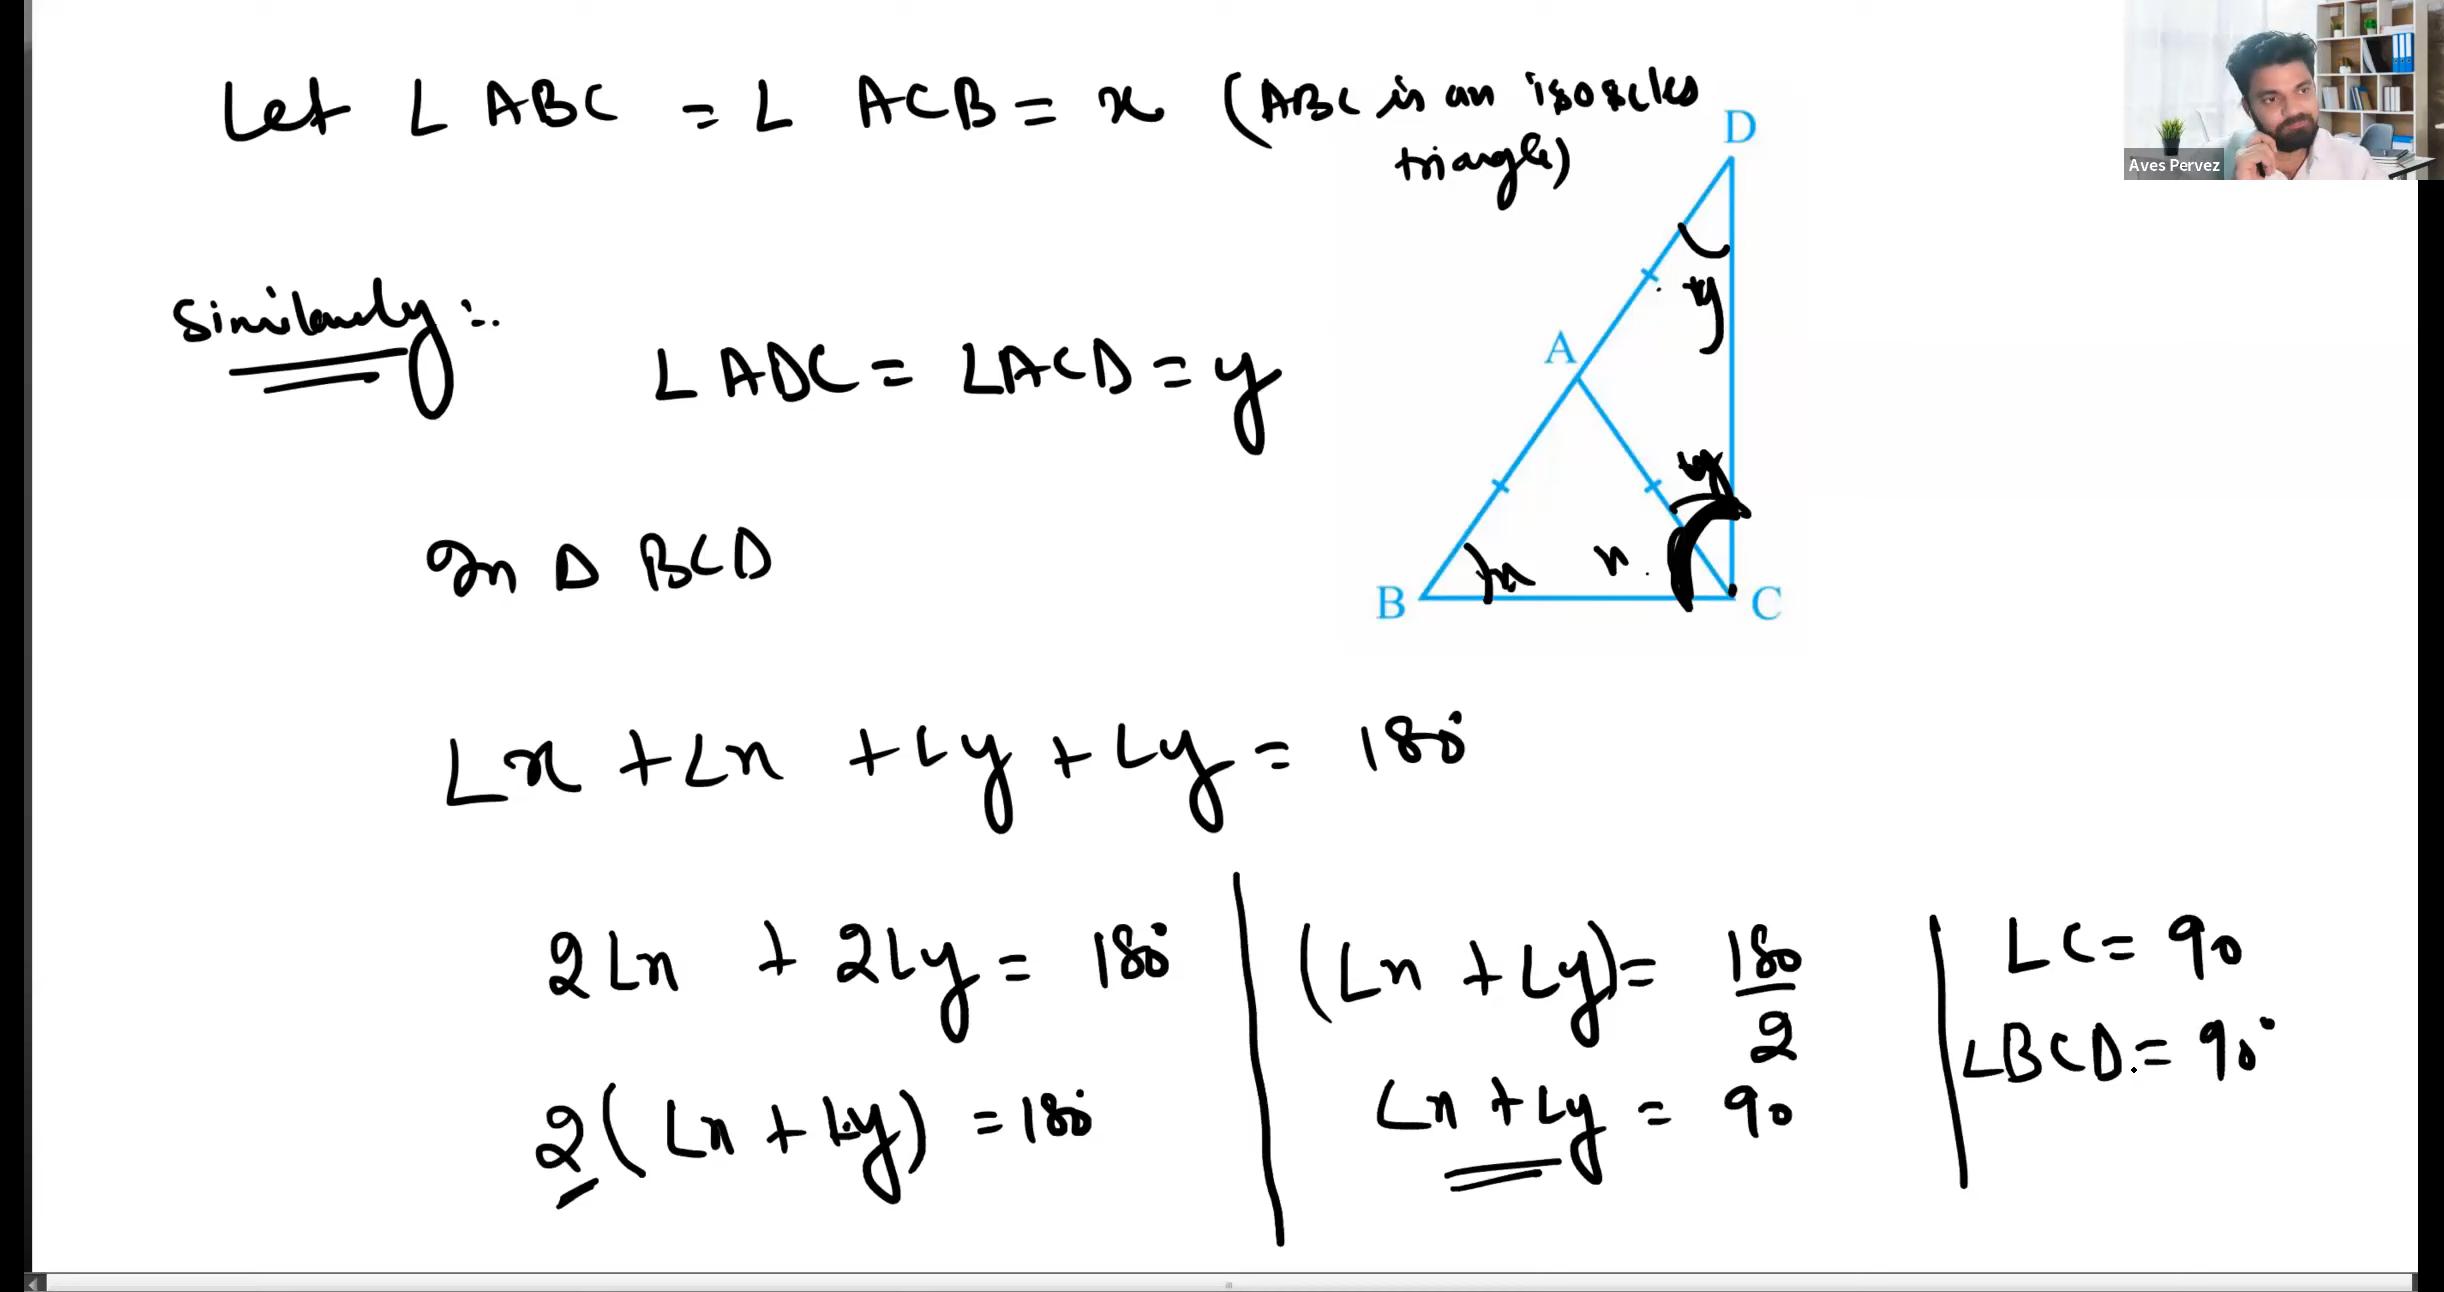 Let ∠ ABC = ∠ ACB = x (ABC is an isoscles
triangle)
Aves Pervez
D
Similarly :-
∠ ADC = ∠ACD = y
y
A
y
In Δ BCD
x x
B C
∠x + ∠x + ∠y + ∠y = 180°
2∠x + 2∠y = 180°
2 (∠x + ∠y) = 180°
(∠x + ∠y) = 180
2
∠x + ∠y = 90
∠C = 90
∠BCD = 90°